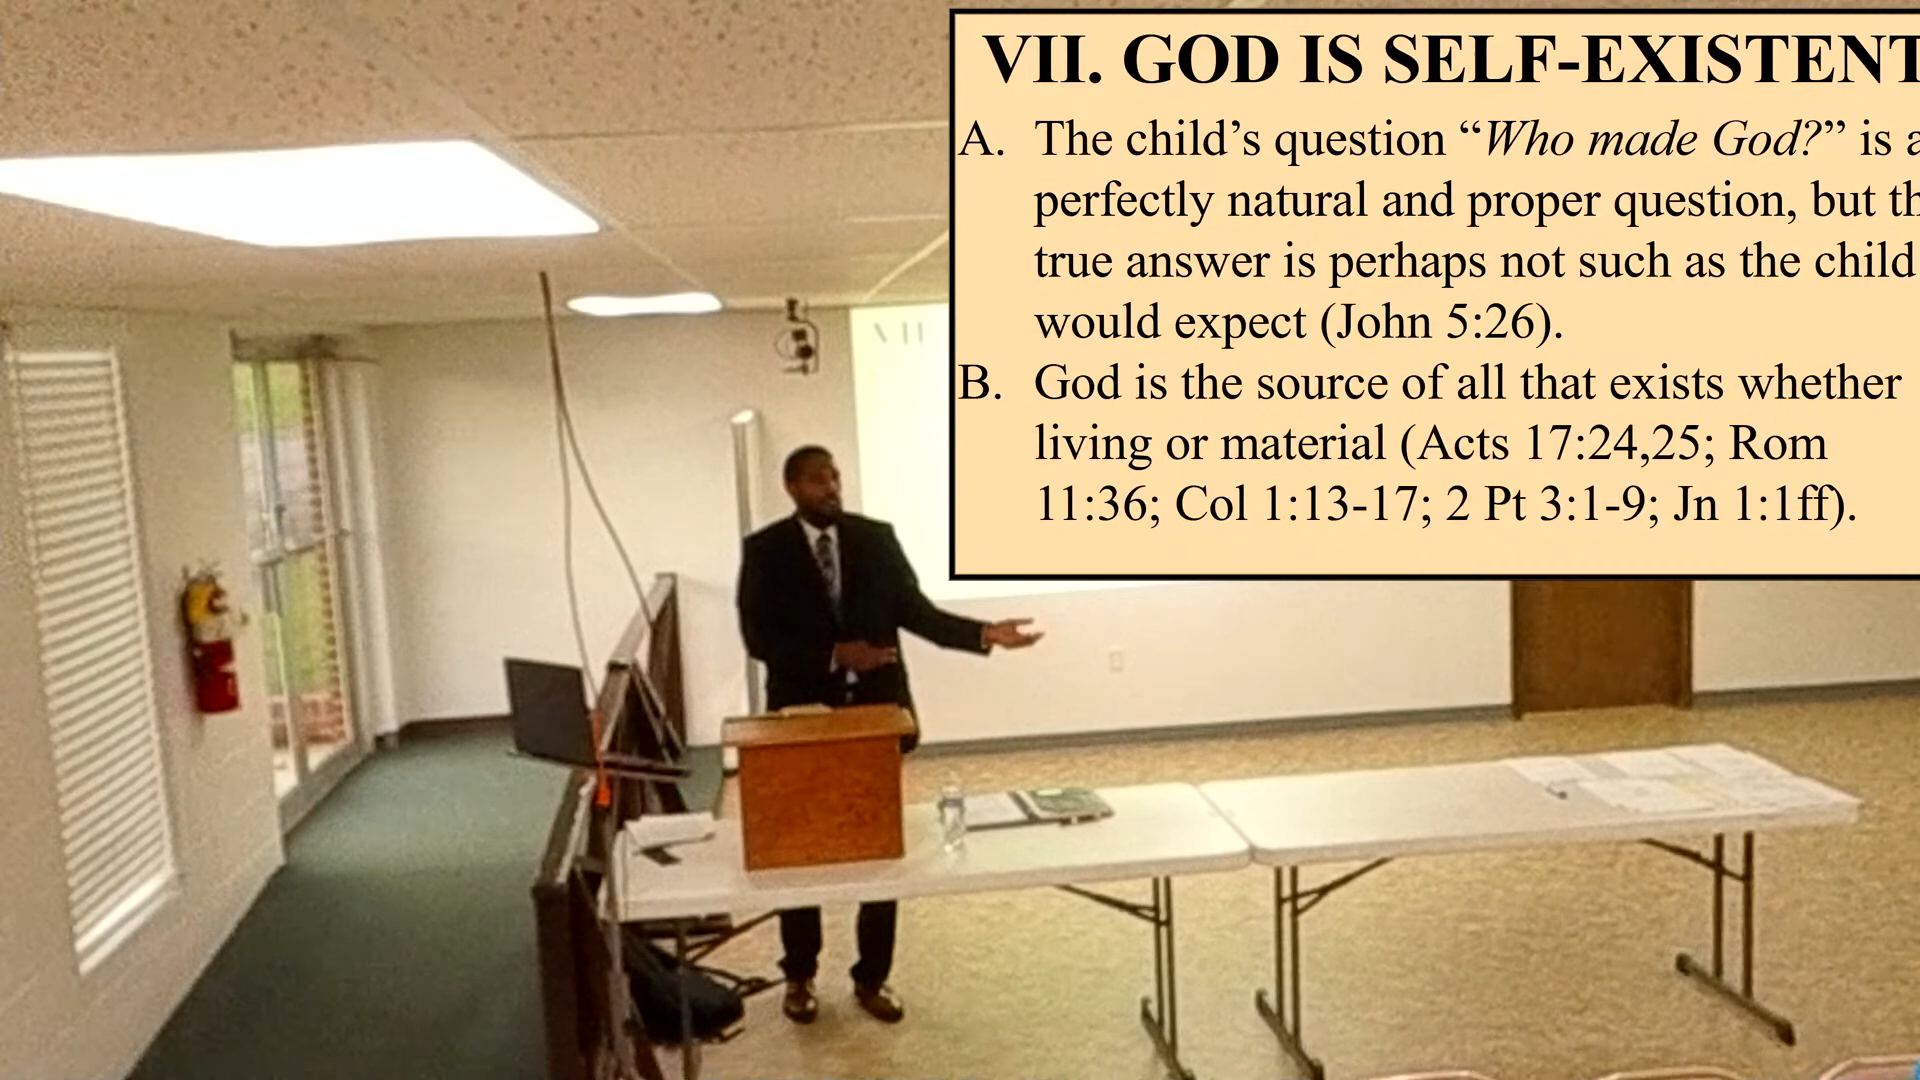 VII. GOD IS SELF-EXISTENT
A. The child’s question “Who made God?” is a
perfectly natural and proper question, but th
true answer is perhaps not such as the child
would expect (John 5:26).
B. God is the source of all that exists whether
living or material (Acts 17:24,25; Rom
11:36; Col 1:13-17; 2 Pt 3:1-9; Jn 1:1ff).
VII